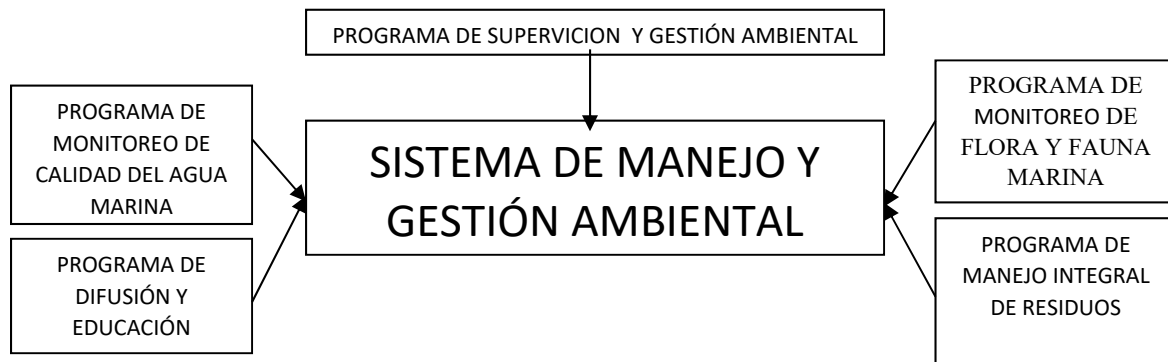 PROGRAMA DE SUPERVICION Y GESTIÓN AMBIENTAL
PROGRAMA DE
MONITOREO DE
CALIDAD DEL AGUA
MARINA
PROGRAMA DE
DIFUSIÓN Y
EDUCACIÓN
SISTEMA DE MANEJO Y
GESTIÓN AMBIENTAL
PROGRAMA DE
MONITOREO DE
FLORA Y FAUNA
MARINA
PROGRAMA DE
MANEJO INTEGRAL
DE RESIDUOS